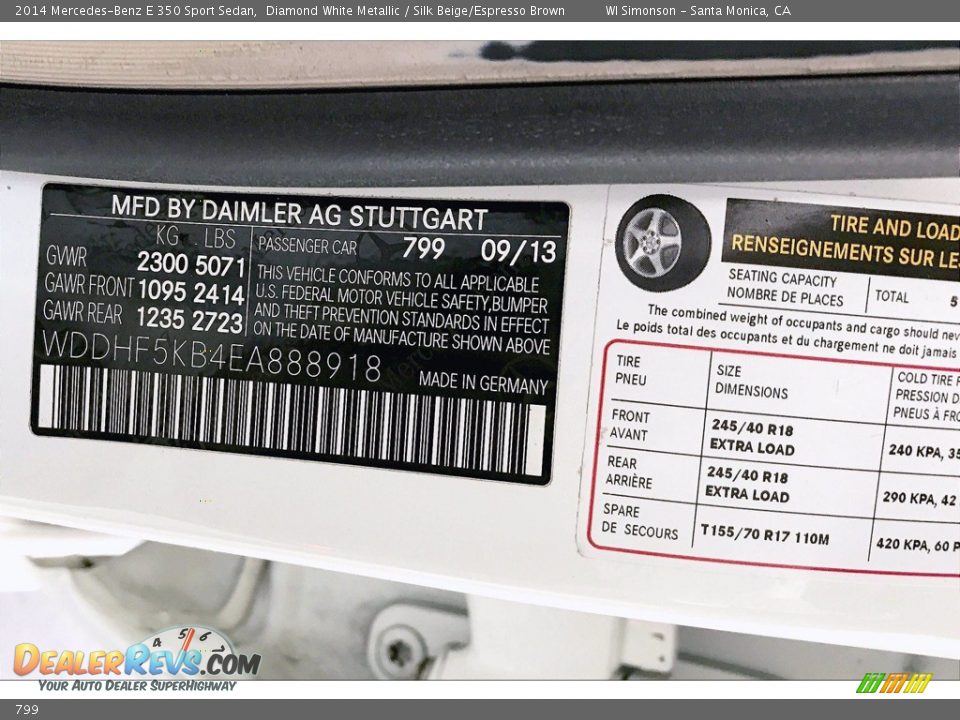 2014 Mercedes-Benz E 350 Sport Sedan, Diamond White Metallic / Silk Beige/Espresso Brown WI Simonson - Santa Monica, CA
MFD BY DAIMLER AG STUTTGART
KG LBS
GVWR 2300 5071
GAWR FRONT 1095 2414
GAWR REAR 1235 2723
PASSENGER CAR 799 09/13
THIS VEHICLE CONFORMS TO ALL APPLICABLE
U.S. FEDERAL MOTOR VEHICLE SAFETY, BUMPER
AND THEFT PREVENTION STANDARDS IN EFFECT
ON THE DATE OF MANUFACTURE SHOWN ABOVE
WDDHF5KB4EA888918
MADE IN GERMANY
TIRE AND LOAD
RENSEIGNEMENTS SUR LE
SEATING CAPACITY
NOMBRE DE PLACES
TOTAL 5
The combined weight of occupants and cargo should nev
Le poids total des occupants et du chargement ne doit jamais
TIRE
PNEU
SIZE
DIMENSIONS
COLD TIRE P
PRESSION D
PNEUS À FRO
FRONT
AVANT
245/40 R18
EXTRA LOAD
240 KPA, 35
REAR
ARRIÈRE
245/40 R18
EXTRA LOAD
290 KPA, 42
SPARE
DE SECOURS
T155/70 R17 110M
420 KPA, 60 P
4 5 6
DealerRevs.com
Your Auto Dealer SuperHighway
799